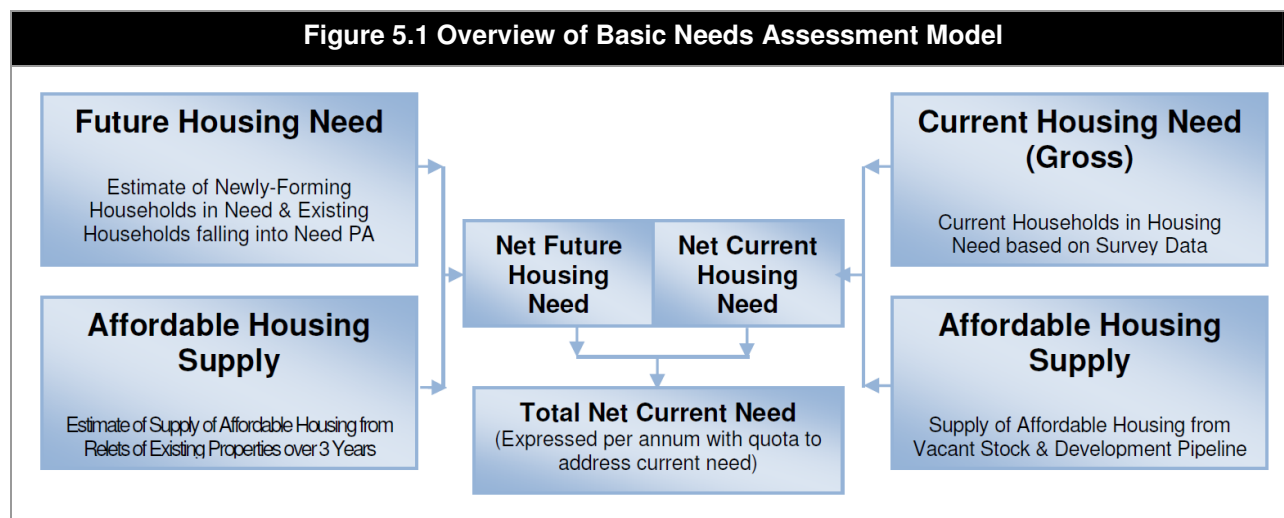 Figure 5.1 Overview of Basic Needs Assessment Model
Future Housing Need
Estimate of Newly-Forming
Households in Need & Existing
Households falling into Need PA
Affordable Housing
Supply
Estimate of Supply of Affordable Housing from
Relets of Existing Properties over 3 Years
Net Future
Housing
Need
Net Current
Housing
Need
Total Net Current Need
(Expressed per annum with quota to
address current need)
Current Housing Need
(Gross)
Current Households in Housing
Need based on Survey Data
Affordable Housing
Supply
Supply of Affordable Housing from
Vacant Stock & Development Pipeline